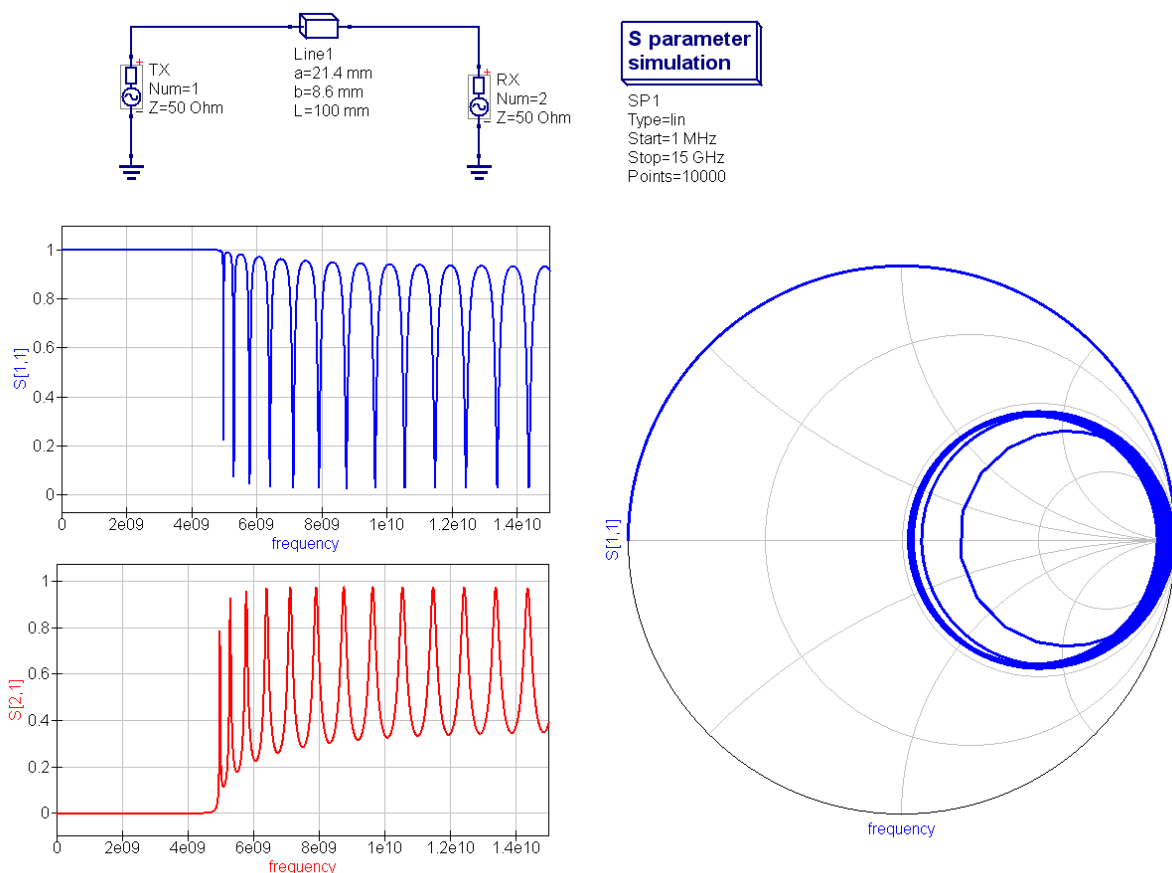 TX
Num=1
Z=50 Ohm
Line1
a=21.4 mm
b=8.6 mm
L=100 mm
RX
Num=2
Z=50 Ohm
S parameter
simulation
SP1
Type=lin
Start=1 MHz
Stop=15 GHz
Points=10000
1
0.8
0.6
0.4
0.2
0
S[1,1]
0 2e09 4e09 6e09 8e09 1e10 1.2e10 1.4e10
frequency
1
0.8
0.6
0.4
0.2
0
S[2,1]
0 2e09 4e09 6e09 8e09 1e10 1.2e10 1.4e10
frequency
S[1,1]
frequency